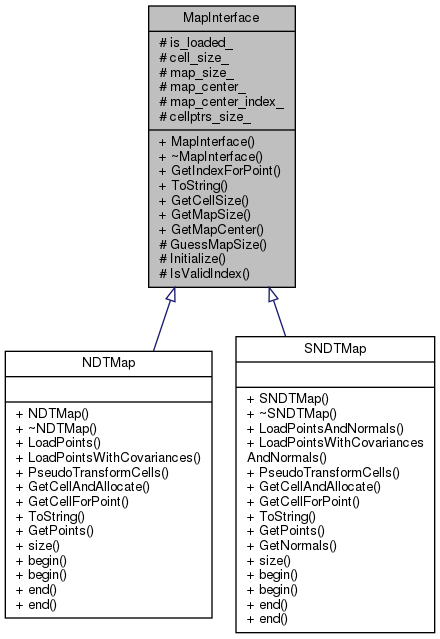 MapInterface
# is_loaded_
# cell_size_
# map_size_
# map_center_
# map_center_index_
# cellptrs_size_
+ MapInterface()
+ ~MapInterface()
+ GetIndexForPoint()
+ ToString()
+ GetCellSize()
+ GetMapSize()
+ GetMapCenter()
# GuessMapSize()
# Initialize()
# IsValidIndex()
NDTMap
+ NDTMap()
+ ~NDTMap()
+ LoadPoints()
+ LoadPointsWithCovariances()
+ PseudoTransformCells()
+ GetCellAndAllocate()
+ GetCellForPoint()
+ ToString()
+ GetPoints()
+ size()
+ begin()
+ begin()
+ end()
+ end()
SNDTMap
+ SNDTMap()
+ ~SNDTMap()
+ LoadPointsAndNormals()
+ LoadPointsWithCovariances
AndNormals()
+ PseudoTransformCells()
+ GetCellAndAllocate()
+ GetCellForPoint()
+ ToString()
+ GetPoints()
+ GetNormals()
+ size()
+ begin()
+ begin()
+ end()
+ end()